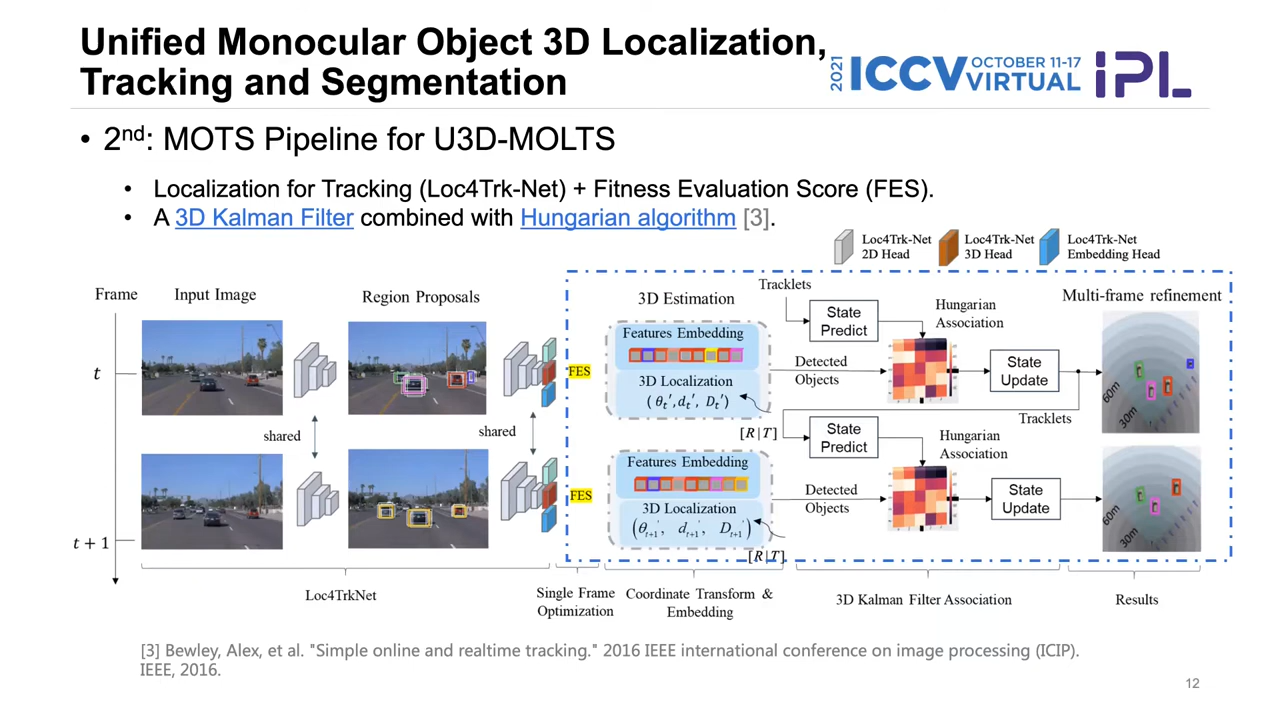 Unified Monocular Object 3D Localization,
Tracking and Segmentation
2021 ICCV OCTOBER 11-17 VIRTUAL iPL
• 2nd: MOTS Pipeline for U3D-MOLTS
• Localization for Tracking (Loc4Trk-Net) + Fitness Evaluation Score (FES).
• A 3D Kalman Filter combined with Hungarian algorithm [3].
Loc4Trk-Net 2D Head
Loc4Trk-Net 3D Head
Loc4Trk-Net Embedding Head
Frame
Input Image
Region Proposals
3D Estimation
Tracklets
State Predict
Hungarian Association
Multi-frame refinement
t
shared
shared
FES
Features Embedding
3D Localization
(θt′, dt′, Dt′)
[R|T]
Detected Objects
State Update
Tracklets
60m
30m
State Predict
Hungarian Association
t + 1
FES
Features Embedding
3D Localization
(θt+1′, dt+1′, Dt+1′)
[R|T]
Detected Objects
State Update
60m
30m
Loc4TrkNet
Single Frame Optimization
Coordinate Transform & Embedding
3D Kalman Filter Association
Results
[3] Bewley, Alex, et al. "Simple online and realtime tracking." 2016 IEEE international conference on image processing (ICIP).
IEEE, 2016.
12